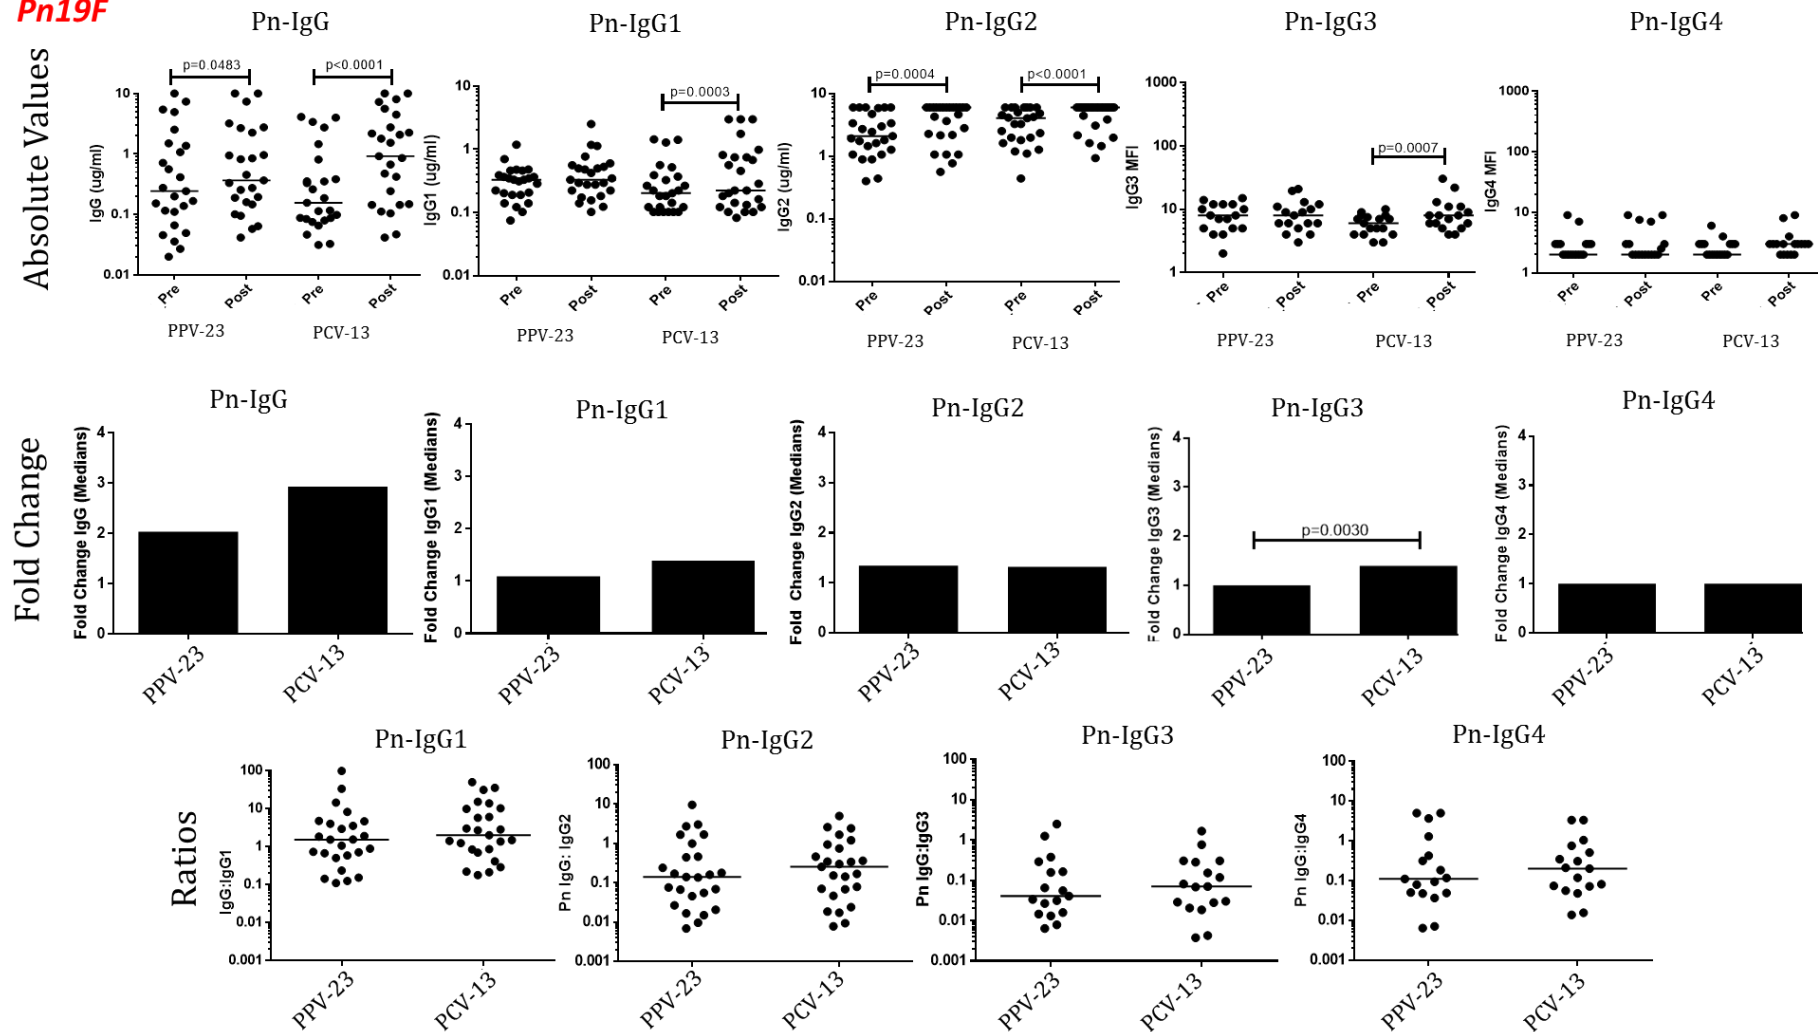 Pn19F
Absolute Values
Pn-IgG
p=0.0483
p<0.0001
IgG (ug/ml)
10
1
0.1
0.01
Pre
Post
Pre
Post
PPV-23
PCV-13
Pn-IgG1
p=0.0003
IgG1 (ug/ml)
10
1
0.1
0.01
Pre
Post
Pre
Post
PPV-23
PCV-13
Pn-IgG2
p=0.0004
p<0.0001
IgG2 (ug/ml)
10
1
0.1
0.01
Pre
Post
Pre
Post
PPV-23
PCV-13
Pn-IgG3
p=0.0007
IgG3 MFI
1000
100
10
1
Pre
Post
Pre
Post
PPV-23
PCV-13
Pn-IgG4
IgG4 MFI
1000
100
10
1
Pre
Post
Pre
Post
PPV-23
PCV-13
Fold Change
Pn-IgG
Fold Change IgG (Medians)
4
3
2
1
0
PPV-23
PCV-13
Pn-IgG1
Fold Change IgG1 (Medians)
4
3
2
1
0
PPV-23
PCV-13
Pn-IgG2
Fold Change IgG2 (Medians)
4
3
2
1
0
PPV-23
PCV-13
Pn-IgG3
p=0.0030
Fold Change IgG3 (Medians)
4
3
2
1
0
PPV-23
PCV-13
Pn-IgG4
Fold Change IgG4 (Medians)
4
3
2
1
0
PPV-23
PCV-13
Ratios
Pn-IgG1
IgG:IgG1
100
10
1
0.1
0.01
0.001
PPV-23
PCV-13
Pn-IgG2
Pn IgG: IgG2
100
10
1
0.1
0.01
0.001
PPV-23
PCV-13
Pn-IgG3
Pn IgG:IgG3
100
10
1
0.1
0.01
0.001
PPV-23
PCV-13
Pn-IgG4
Pn IgG:IgG4
100
10
1
0.1
0.01
0.001
PPV-23
PCV-13